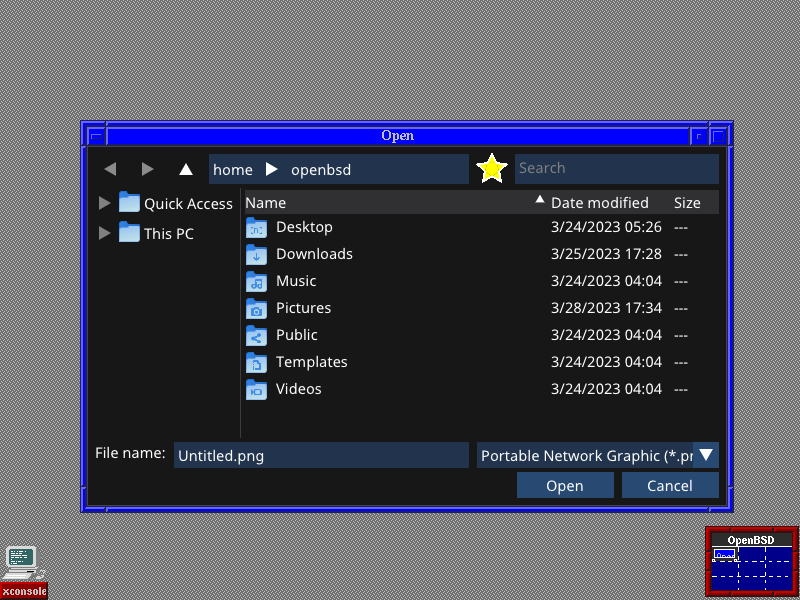 Open
home openbsd Search
Quick Access
This PC
Name Date modified Size
Desktop 3/24/2023 05:26 ---
Downloads 3/25/2023 17:28 ---
Music 3/24/2023 04:04 ---
Pictures 3/28/2023 17:34 ---
Public 3/24/2023 04:04 ---
Templates 3/24/2023 04:04 ---
Videos 3/24/2023 04:04 ---
File name: Untitled.png Portable Network Graphic (*.pr
Open Cancel
xconsole
OpenBSD
Open